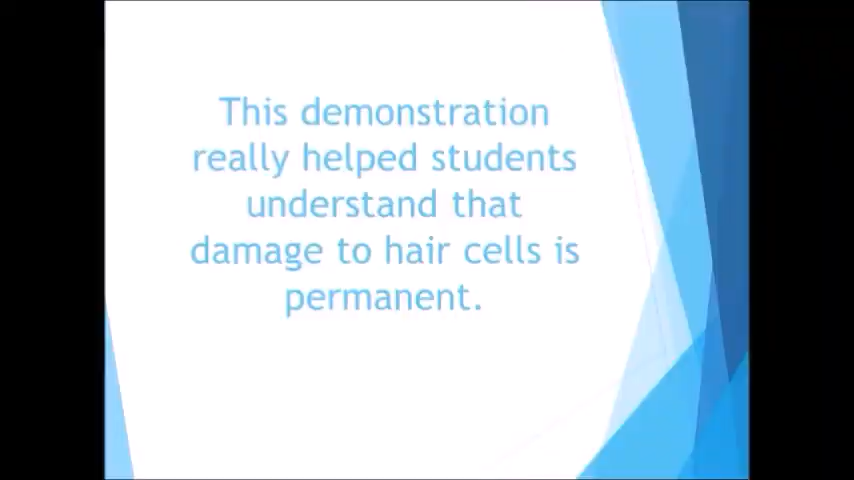 This demonstration
really helped students
understand that
damage to hair cells is
permanent.